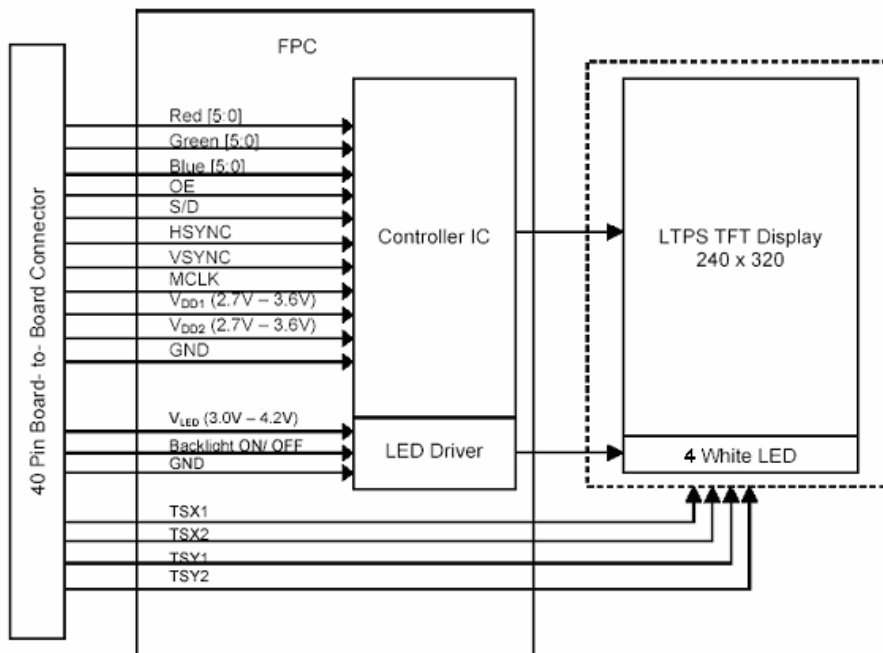 FPC
40 Pin Board- to- Board Connector
Red [5:0]
Green [5:0]
Blue [5:0]
OE
S/D
HSYNC
VSYNC
MCLK
VDD1 (2.7V – 3.6V)
VDD2 (2.7V – 3.6V)
GND
Controller IC
LTPS TFT Display
240 x 320
VLED (3.0V – 4.2V)
Backlight ON/ OFF
GND
LED Driver
4 White LED
TSX1
TSX2
TSY1
TSY2